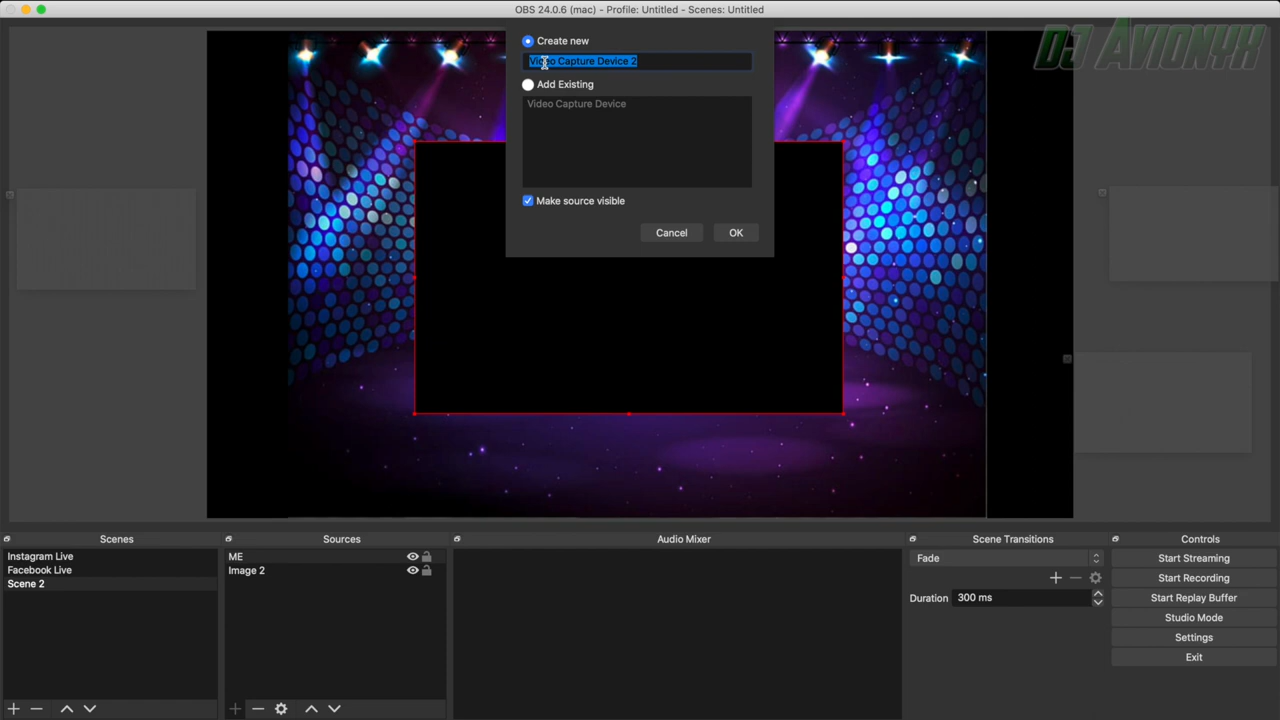 OBS 24.0.6 (mac) - Profile: Untitled - Scenes: Untitled
DJ Avionyx
Create new
Video Capture Device 2
Add Existing
Video Capture Device
Make source visible
Cancel
OK
Scenes
Instagram Live
Facebook Live
Scene 2
Sources
ME
Image 2
Audio Mixer
Scene Transitions
Fade
Duration 300 ms
Controls
Start Streaming
Start Recording
Start Replay Buffer
Studio Mode
Settings
Exit